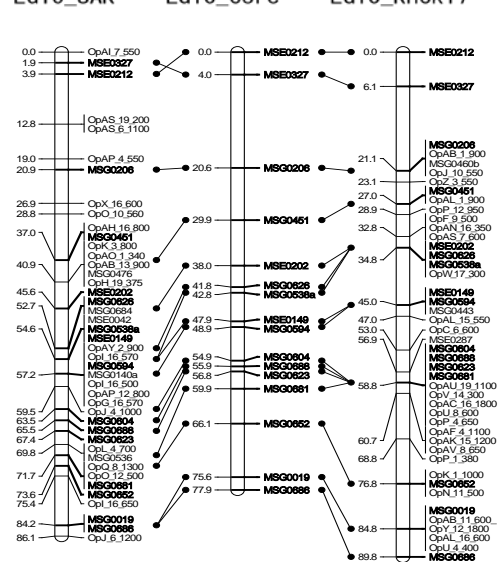 0.0 OpAI_7_550
1.9 MSE0327
3.9 MSE0212
12.8 OpAS_19_200
OpAS_6_1100
19.0 OpAP_4_550
20.9 MSG0206
26.9 OpX_16_600
28.8 OpO_10_560
OpAH_16_800
37.0 MSG0451
OpK_3_800
OpAO_1_340
40.9 OpAB_13_900
MSG0476
OpH_19_375
45.6 MSE0202
52.7 MSG0626
MSG0684
MSE0042
54.6 MSG0536a
MSE0149
OpAY_2_900
OpI_16_570
MSG0594
57.2 MSG0140a
OpI_16_500
OpAP_12_800
OpG_16_570
59.5 OpJ_4_1000
63.5 MSG0604
65.5 MSG0686
67.4 MSG0623
OpL_4_700
69.8 MSG0536
OpQ_8_1300
71.7 OpO_12_500
MSG0681
73.6 MSG0652
75.4 OpI_16_650
84.2 MSG0019
MSG0686
86.1 OpJ_6_1200
0.0 MSE0212
4.0 MSE0327
20.6 MSG0206
29.9 MSG0451
38.0 MSE0202
41.8 MSG0626
42.8 MSG0536a
47.9 MSE0149
48.9 MSG0594
54.9 MSG0604
55.9 MSG0686
56.8 MSG0623
59.9 MSG0681
66.1 MSG0652
75.6 MSG0019
77.9 MSG0686
0.0 MSE0212
6.1 MSE0327
MSG0206
21.1 OpAB_1_900
MSG0460b
OpJ_10_550
23.1 OpZ_3_550
27.0 MSG0451
OpAL_1_900
28.9 OpP_12_950
OpF_9_500
32.8 OpAN_16_350
OpAS_7_600
MSE0202
34.8 MSG0626
MSG0536a
OpW_17_300
MSE0149
45.0 MSG0594
MSG0443
47.0 OpAL_15_550
53.0 OpC_6_600
56.9 MSE0287
MSG0604
MSG0686
MSG0623
MSG0681
58.8 OpAU_19_1100
OpV_14_300
OpAC_16_1800
OpU_8_600
OpP_4_650
OpAF_4_1100
60.7 OpAK_15_1200
OpAV_8_650
68.8 OpP_1_380
OpK_1_1000
76.8 MSG0652
OpN_11_500
MSG0019
OpAB_11_600_
84.8 OpY_12_1800
OpAL_16_600
OpU_4_400
89.8 MSG0686